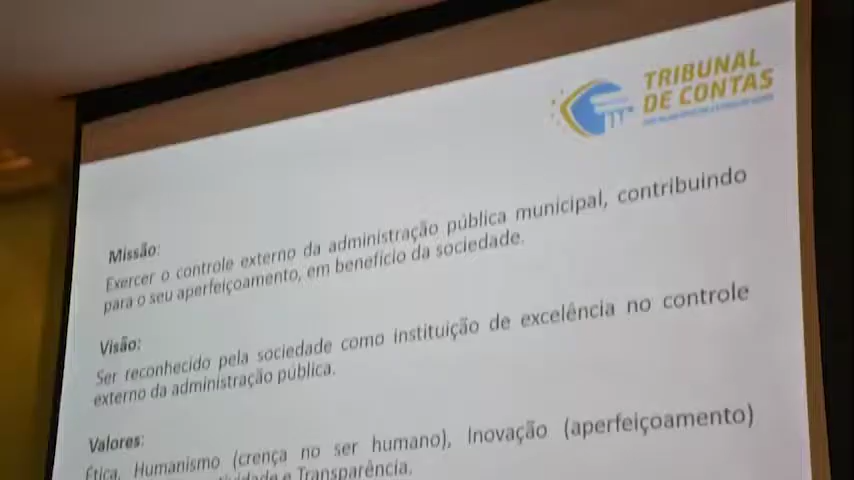 TRIBUNAL
DE CONTAS
Missão:
Exercer o controle externo da administração pública municipal, contribuindo
para o seu aperfeiçoamento, em benefício da sociedade.
Visão:
Ser reconhecido pela sociedade como instituição de excelência no controle
externo da administração pública.
Valores:
Ética, Humanismo (crença no ser humano), Inovação (aperfeiçoamento)
e Transparência.